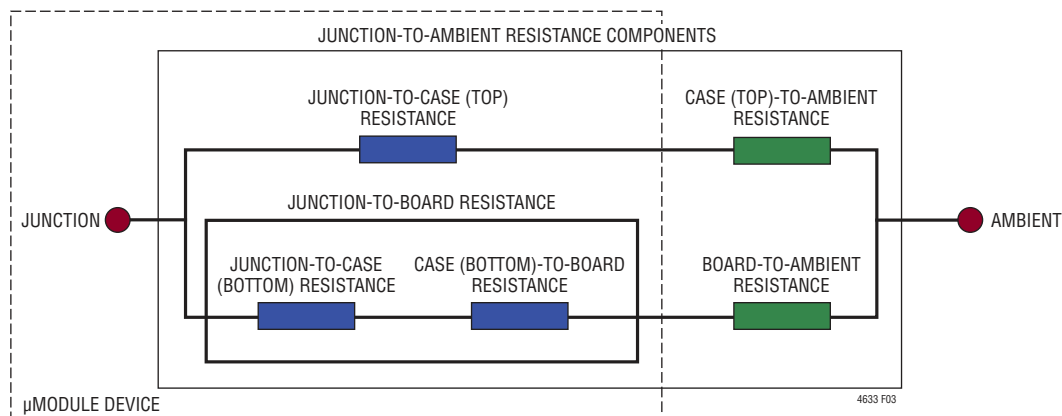 JUNCTION-TO-AMBIENT RESISTANCE COMPONENTS
JUNCTION-TO-CASE (TOP)
RESISTANCE
CASE (TOP)-TO-AMBIENT
RESISTANCE
JUNCTION
JUNCTION-TO-BOARD RESISTANCE
AMBIENT
JUNCTION-TO-CASE
(BOTTOM) RESISTANCE
CASE (BOTTOM)-TO-BOARD
RESISTANCE
BOARD-TO-AMBIENT
RESISTANCE
4633 F03
µMODULE DEVICE